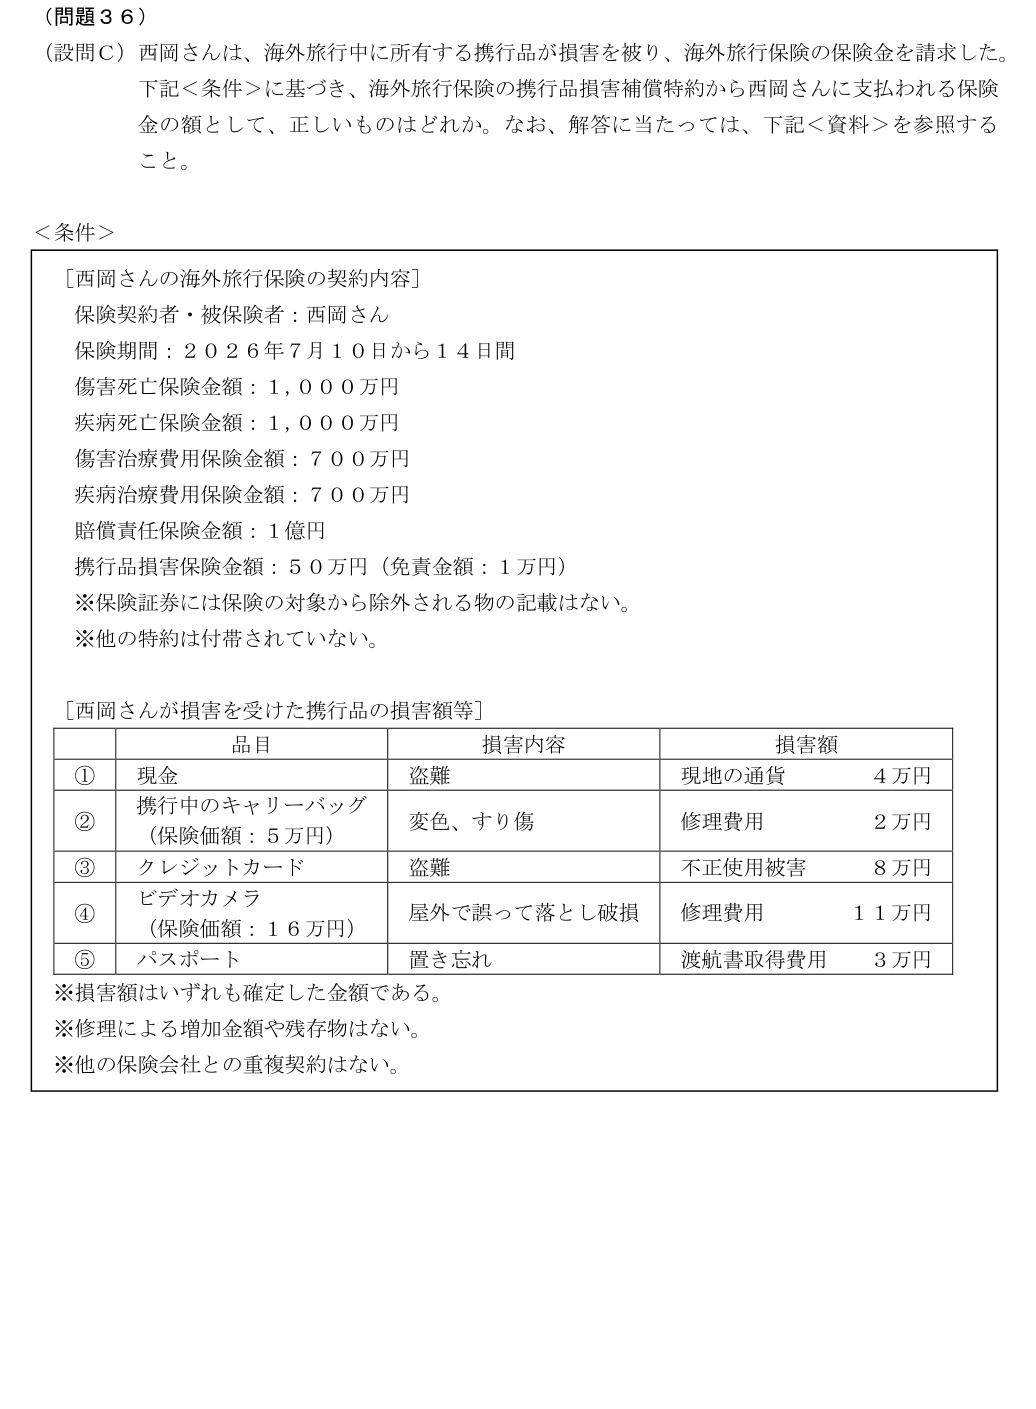 （問題３６）
（設問Ｃ）西岡さんは、海外旅行中に所有する携行品が損害を被り、海外旅行保険の保険金を請求した。
下記＜条件＞に基づき、海外旅行保険の携行品損害補償特約から西岡さんに支払われる保険
金の額として、正しいものはどれか。なお、解答に当たっては、下記＜資料＞を参照する
こと。
＜条件＞
［西岡さんの海外旅行保険の契約内容］
保険契約者・被保険者：西岡さん
保険期間：２０２６年７月１０日から１４日間
傷害死亡保険金額：１，０００万円
疾病死亡保険金額：１，０００万円
傷害治療費用保険金額：７００万円
疾病治療費用保険金額：７００万円
賠償責任保険金額：１億円
携行品損害保険金額：５０万円（免責金額：１万円）
※保険証券には保険の対象から除外される物の記載はない。
※他の特約は付帯されていない。
［西岡さんが損害を受けた携行品の損害額等］
品目 損害内容 損害額
① 現金 盗難 現地の通貨 ４万円
② 携行中のキャリーバッグ（保険価額：５万円） 変色、すり傷 修理費用 ２万円
③ クレジットカード 盗難 不正使用被害 ８万円
④ ビデオカメラ（保険価額：１６万円） 屋外で誤って落とし破損 修理費用 １１万円
⑤ パスポート 置き忘れ 渡航書取得費用 ３万円
※損害額はいずれも確定した金額である。
※修理による増加金額や残存物はない。
※他の保険会社との重複契約はない。